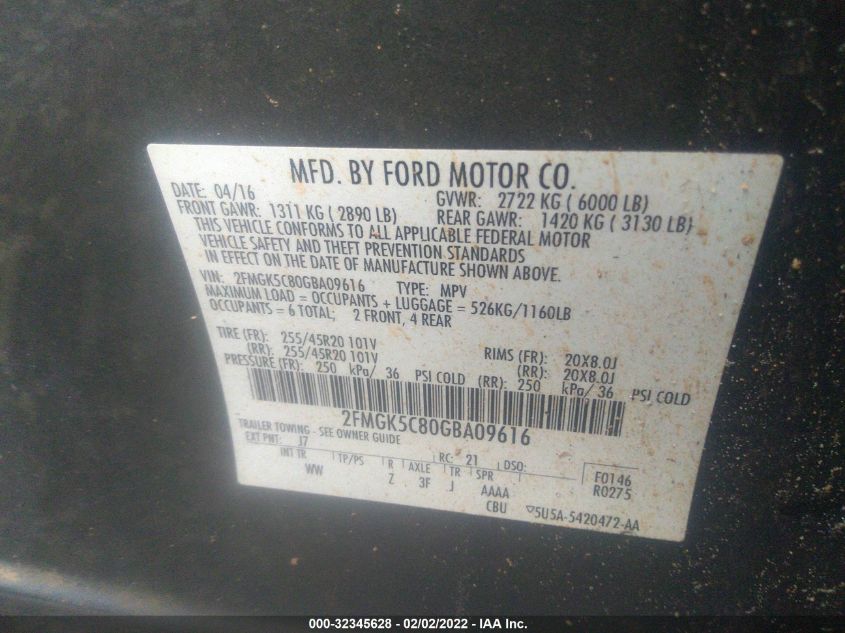 MFD. BY FORD MOTOR CO.
DATE: 04/16 GVWR: 2722 KG ( 6000 LB)
FRONT GAWR: 1311 KG ( 2890 LB) REAR GAWR: 1420 KG ( 3130 LB)
THIS VEHICLE CONFORMS TO ALL APPLICABLE FEDERAL MOTOR
VEHICLE SAFETY AND THEFT PREVENTION STANDARDS
IN EFFECT ON THE DATE OF MANUFACTURE SHOWN ABOVE.
VIN: 2FMGK5C80GBA09616 TYPE: MPV
MAXIMUM LOAD = OCCUPANTS + LUGGAGE = 526KG/1160LB
OCCUPANTS = 6 TOTAL; 2 FRONT, 4 REAR
TIRE (FR): 255/45R20 101V RIMS (FR): 20X8.0J
(RR): 255/45R20 101V (RR): 20X8.0J
PRESSURE (FR): 250 kPa/ 36 PSI COLD (RR): 250 kPa/ 36 PSI COLD
2FMGK5C80GBA09616
TRAILER TOWING - SEE OWNER GUIDE
EXT PNT: J7 RC: 21 DSO: F0146
INT TR TP/PS R AXLE TR SPR R0275
WW Z 3F J AAAA
CBU 5U5A-5420472-AA
000-32345628 - 02/02/2022 - IAA Inc.